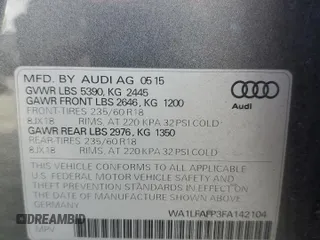 MFD. BY AUDI AG 05 15
GVWR LBS 5390, KG 2445
GAWR FRONT LBS 2646, KG 1200
FRONT-TIRES 235/60 R18
8JX18 RIMS, AT 220 KPA 32 PSI COLD
GAWR REAR LBS 2976, KG 1350
REAR-TIRES 235/60 R18
8JX18 RIMS, AT 220 KPA 32 PSI COLD
THIS VEHICLE CONFORMS TO ALL APPLICABLE
U.S. FEDERAL MOTOR VEHICLE SAFETY AND
THEFT PREVENTION STANDARDS IN EFFECT ON
THE DATE OF MANUFACTURE SHOWN ABOVE
GERMANY
Audi
WA1LFAFP3FA142104
DREAMBID